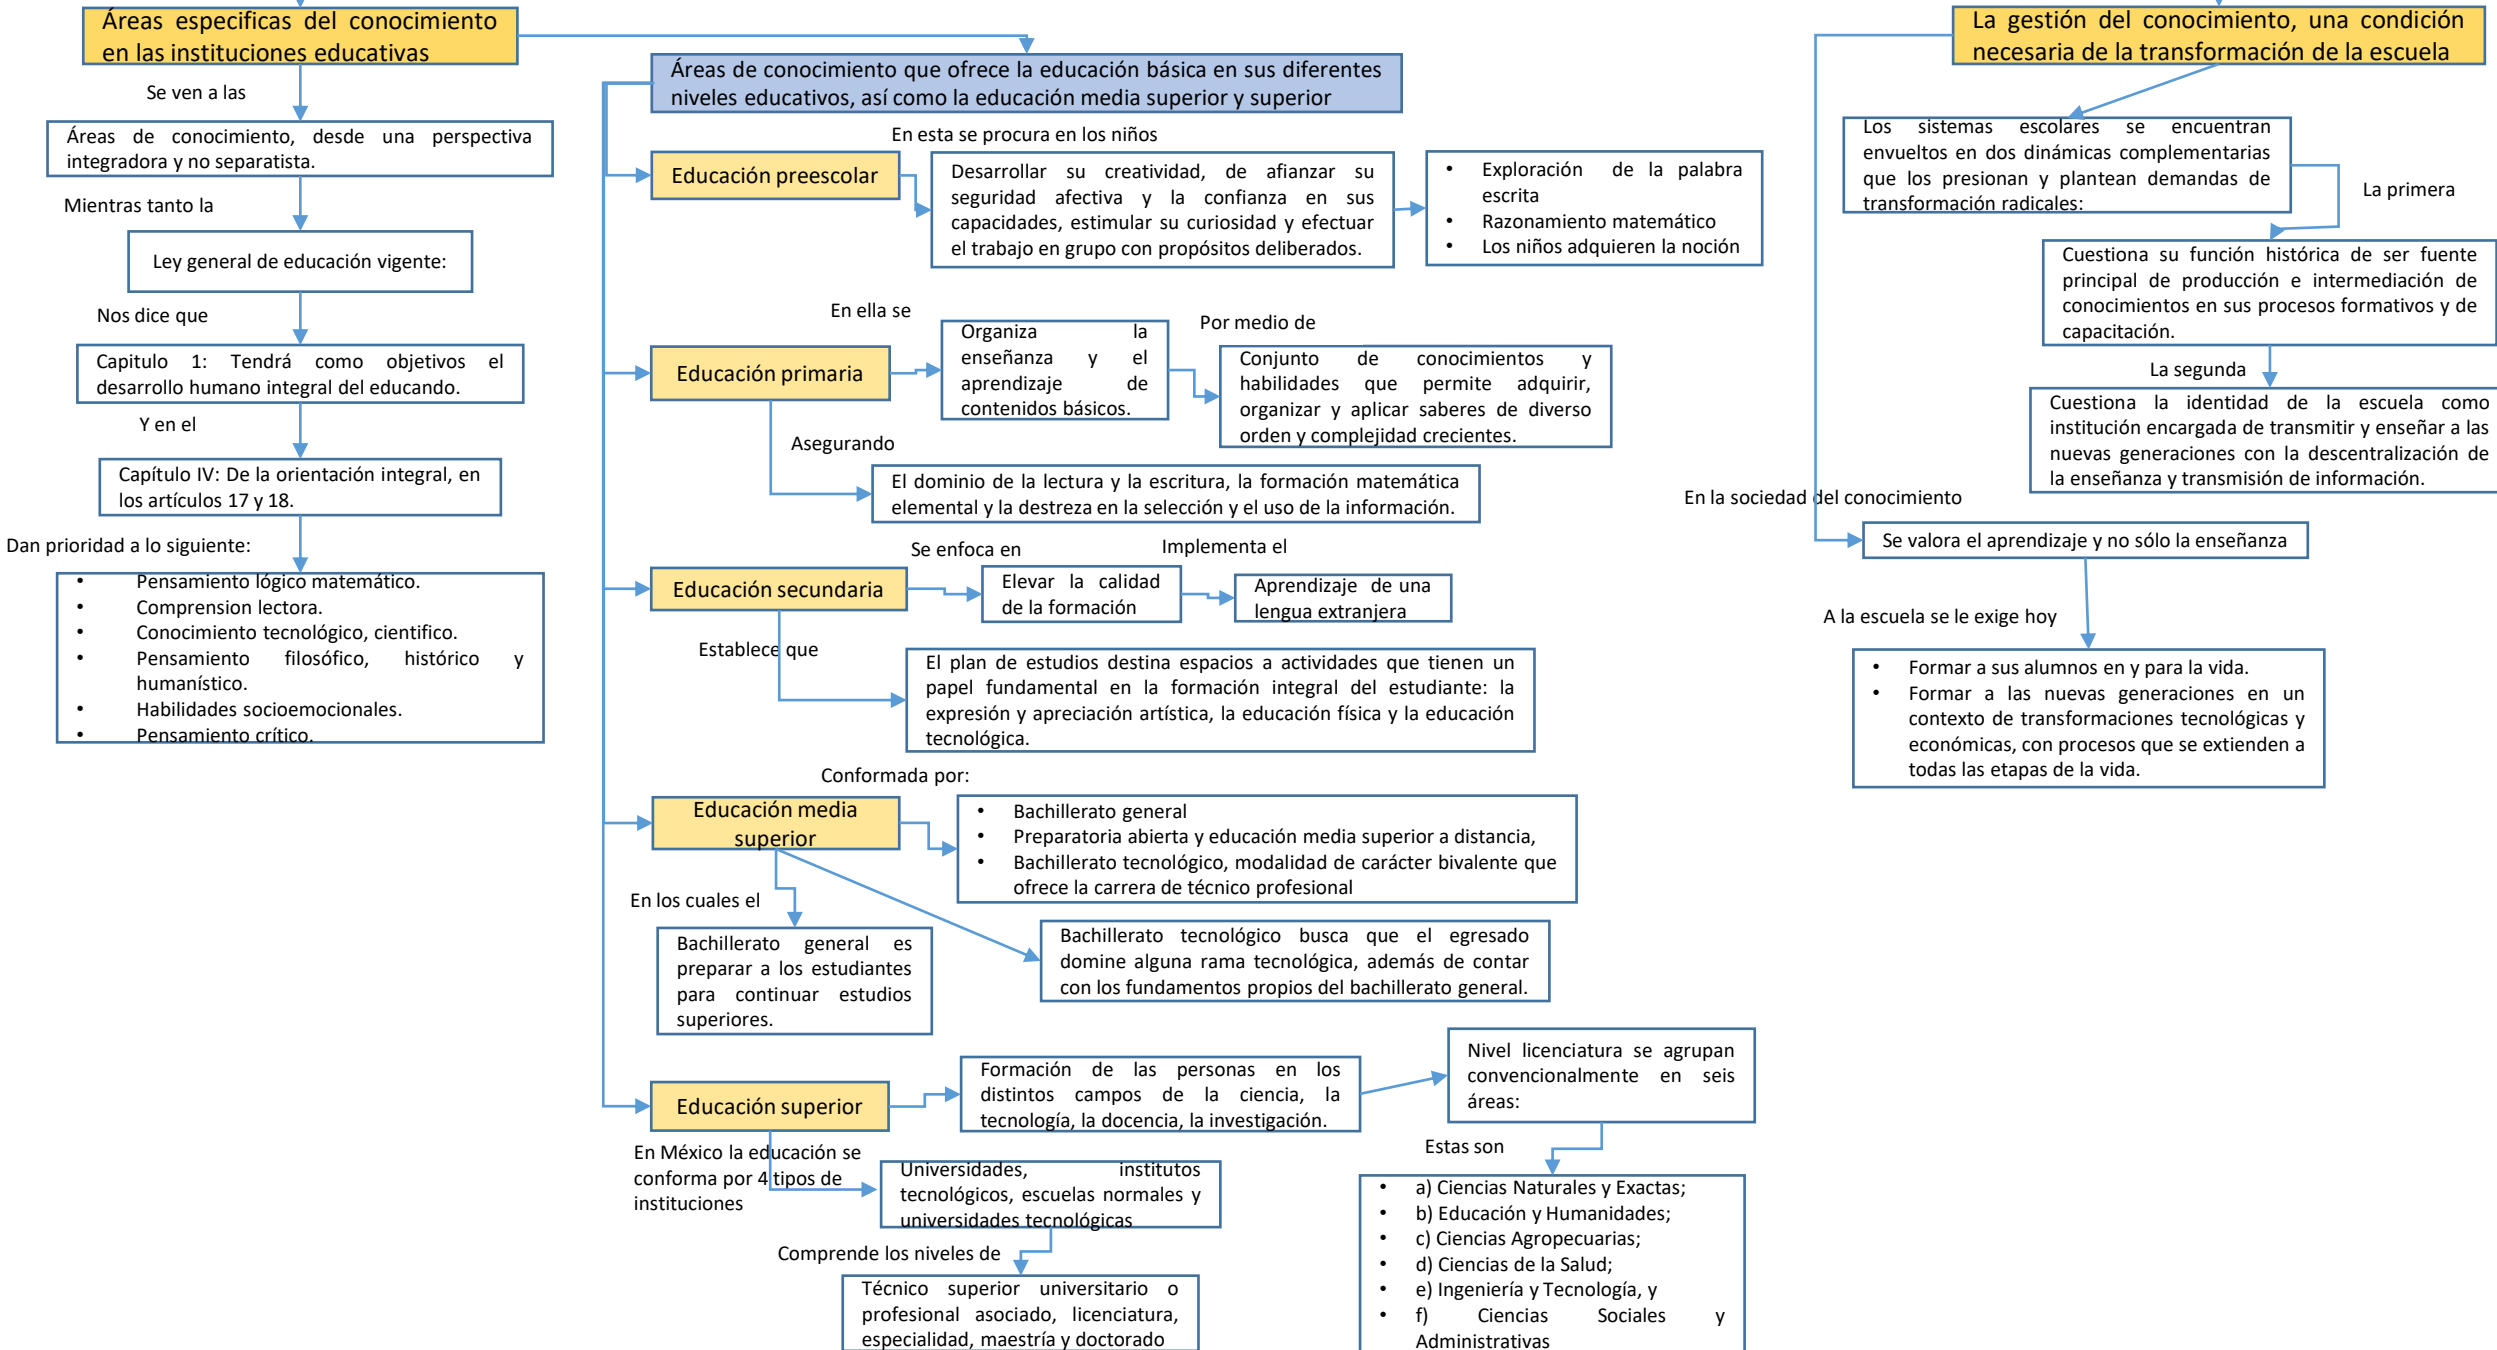 Áreas especificas del conocimiento
en las instituciones educativas
Se ven a las
Áreas de conocimiento, desde una perspectiva
integradora y no separatista.
Mientras tanto la
Ley general de educación vigente:
Nos dice que
Capitulo 1: Tendrá como objetivos el
desarrollo humano integral del educando.
Y en el
Capítulo IV: De la orientación integral, en
los artículos 17 y 18.
Dan prioridad a lo siguiente:
• Pensamiento lógico matemático.
• Comprension lectora.
• Conocimiento tecnológico, cientifico.
• Pensamiento filosófico, histórico y
humanístico.
• Habilidades socioemocionales.
• Pensamiento crítico.
Áreas de conocimiento que ofrece la educación básica en sus diferentes
niveles educativos, así como la educación media superior y superior
En esta se procura en los niños
Educación preescolar
Desarrollar su creatividad, de afianzar su
seguridad afectiva y la confianza en sus
capacidades, estimular su curiosidad y efectuar
el trabajo en grupo con propósitos deliberados.
• Exploración de la palabra
escrita
• Razonamiento matemático
• Los niños adquieren la noción
En ella se
Educación primaria
Organiza la
enseñanza y el
aprendizaje de
contenidos básicos.
Por medio de
Conjunto de conocimientos y
habilidades que permite adquirir,
organizar y aplicar saberes de diverso
orden y complejidad crecientes.
Asegurando
El dominio de la lectura y la escritura, la formación matemática
elemental y la destreza en la selección y el uso de la información.
Se enfoca en
Implementa el
Educación secundaria
Elevar la calidad
de la formación
Aprendizaje de una
lengua extranjera
Establece que
El plan de estudios destina espacios a actividades que tienen un
papel fundamental en la formación integral del estudiante: la
expresión y apreciación artística, la educación física y la educación
tecnológica.
Conformada por:
Educación media
superior
• Bachillerato general
• Preparatoria abierta y educación media superior a distancia,
• Bachillerato tecnológico, modalidad de carácter bivalente que
ofrece la carrera de técnico profesional
En los cuales el
Bachillerato general es
preparar a los estudiantes
para continuar estudios
superiores.
Bachillerato tecnológico busca que el egresado
domine alguna rama tecnológica, además de contar
con los fundamentos propios del bachillerato general.
Educación superior
Formación de las personas en los
distintos campos de la ciencia, la
tecnología, la docencia, la investigación.
Nivel licenciatura se agrupan
convencionalmente en seis
áreas:
Estas son
• a) Ciencias Naturales y Exactas;
• b) Educación y Humanidades;
• c) Ciencias Agropecuarias;
• d) Ciencias de la Salud;
• e) Ingeniería y Tecnología, y
• f) Ciencias Sociales y
Administrativas
En México la educación se
conforma por 4 tipos de
instituciones
Universidades, institutos
tecnológicos, escuelas normales y
universidades tecnológicas
Comprende los niveles de
Técnico superior universitario o
profesional asociado, licenciatura,
especialidad, maestría y doctorado
La gestión del conocimiento, una condición
necesaria de la transformación de la escuela
Los sistemas escolares se encuentran
envueltos en dos dinámicas complementarias
que los presionan y plantean demandas de
transformación radicales:
La primera
Cuestiona su función histórica de ser fuente
principal de producción e intermediación de
conocimientos en sus procesos formativos y de
capacitación.
La segunda
Cuestiona la identidad de la escuela como
institución encargada de transmitir y enseñar a las
nuevas generaciones con la descentralización de
la enseñanza y transmisión de información.
En la sociedad del conocimiento
Se valora el aprendizaje y no sólo la enseñanza
A la escuela se le exige hoy
• Formar a sus alumnos en y para la vida.
• Formar a las nuevas generaciones en un
contexto de transformaciones tecnológicas y
económicas, con procesos que se extienden a
todas las etapas de la vida.